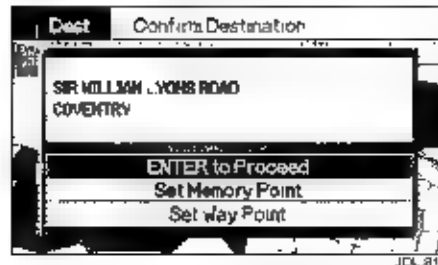 Dest Confirm Destination
SIR WILLIAM LYONS ROAD
COVENTRY
ENTER to Proceed
Set Memory Point
Set Way Point